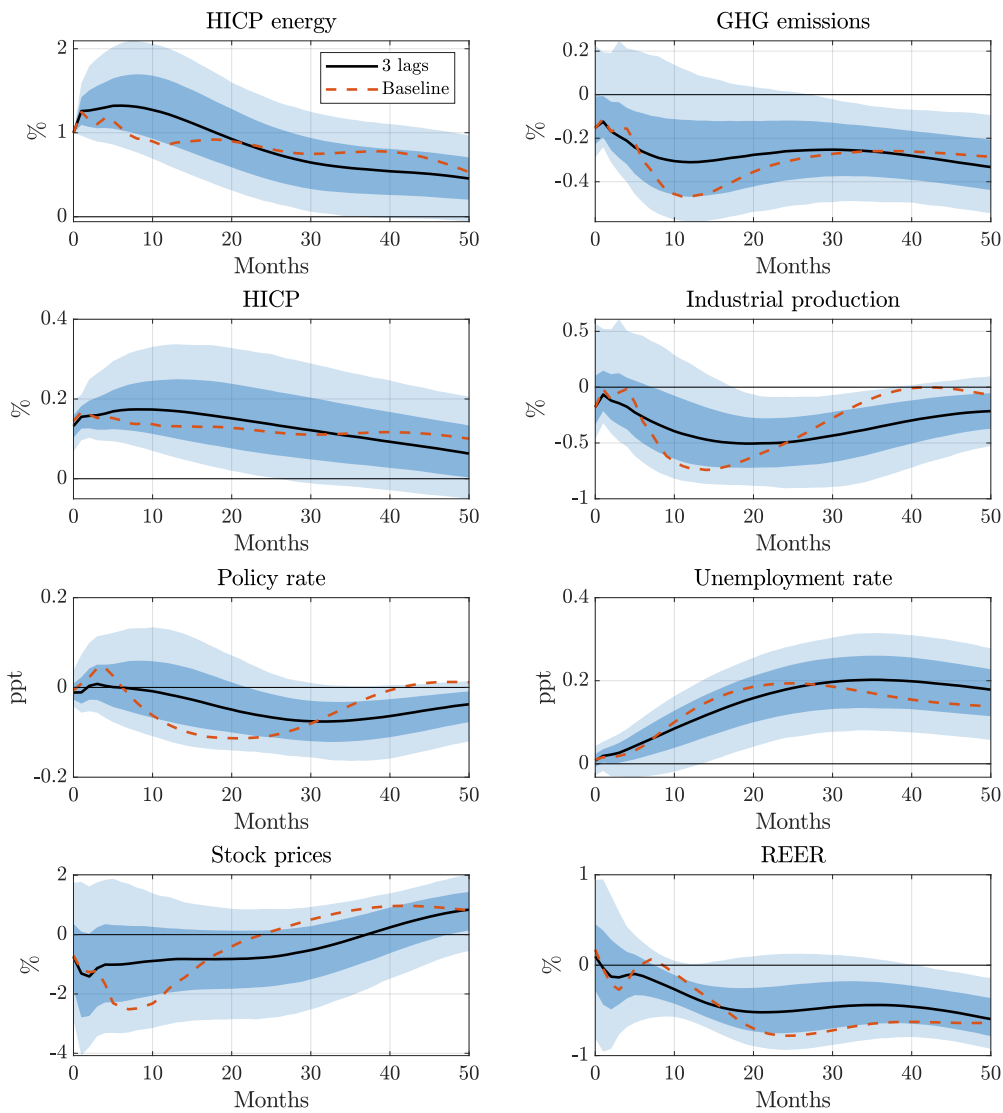 HICP energy
2
1
0
%
3 lags
Baseline
0 10 20 30 40 50
Months
GHG emissions
0.2
0
-0.2
-0.4
%
0 10 20 30 40 50
Months
HICP
0.4
0.2
0
%
0 10 20 30 40 50
Months
Industrial production
0.5
0
-0.5
-1
%
0 10 20 30 40 50
Months
Policy rate
0.2
0
-0.2
ppt
0 10 20 30 40 50
Months
Unemployment rate
0.4
0.2
0
ppt
0 10 20 30 40 50
Months
Stock prices
2
0
-2
-4
%
0 10 20 30 40 50
Months
REER
1
0
-1
%
0 10 20 30 40 50
Months